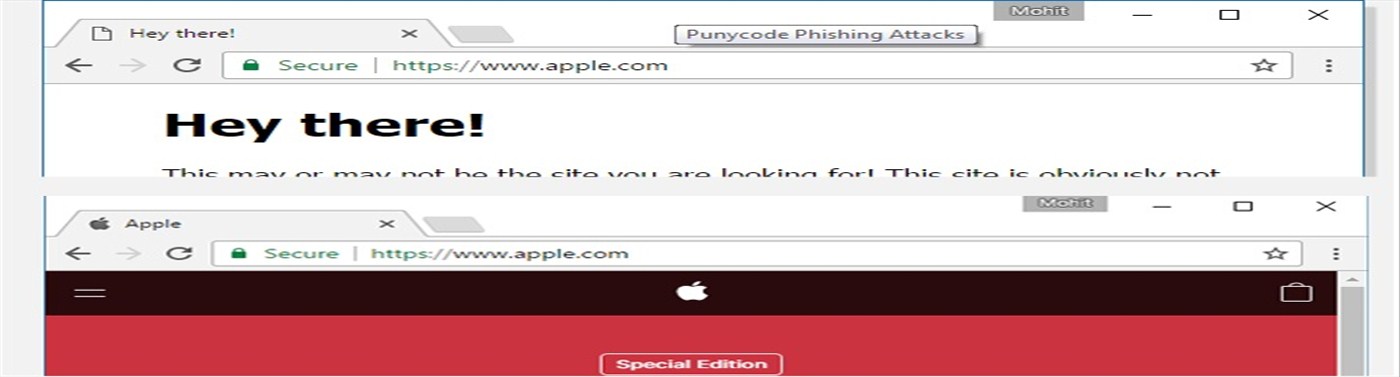 Mohit
Hey there!
Punycode Phishing Attacks
Secure | https://www.apple.com
Hey there!
This may or may not be the site you are looking for! This site is obviously not
Mohit
Apple
Secure | https://www.apple.com
Special Edition